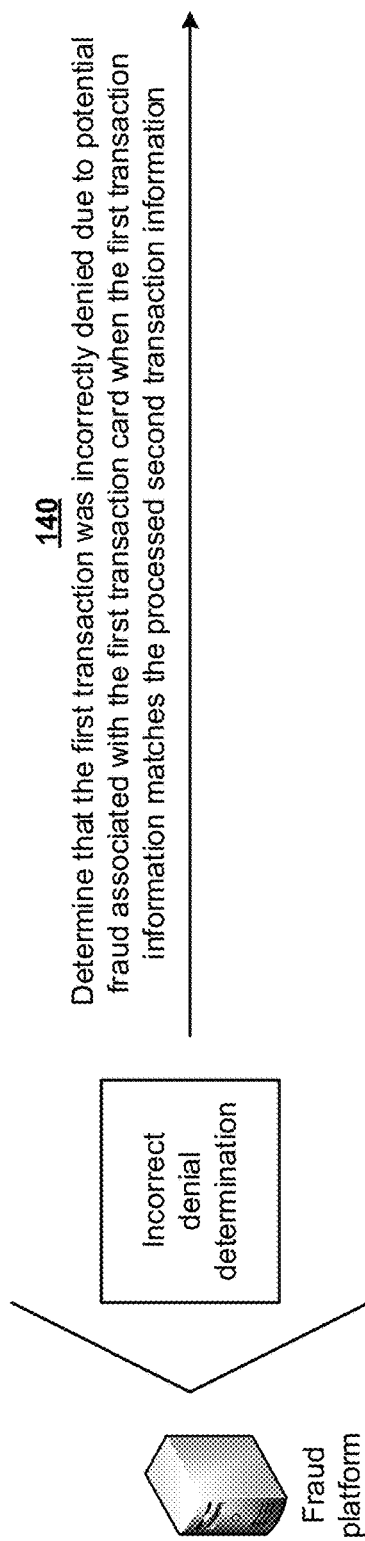 140
Determine that the first transaction was incorrectly denied due to potential
fraud associated with the first transaction card when the first transaction
information matches the processed second transaction information
Incorrect
denial
determination
Fraud
platform